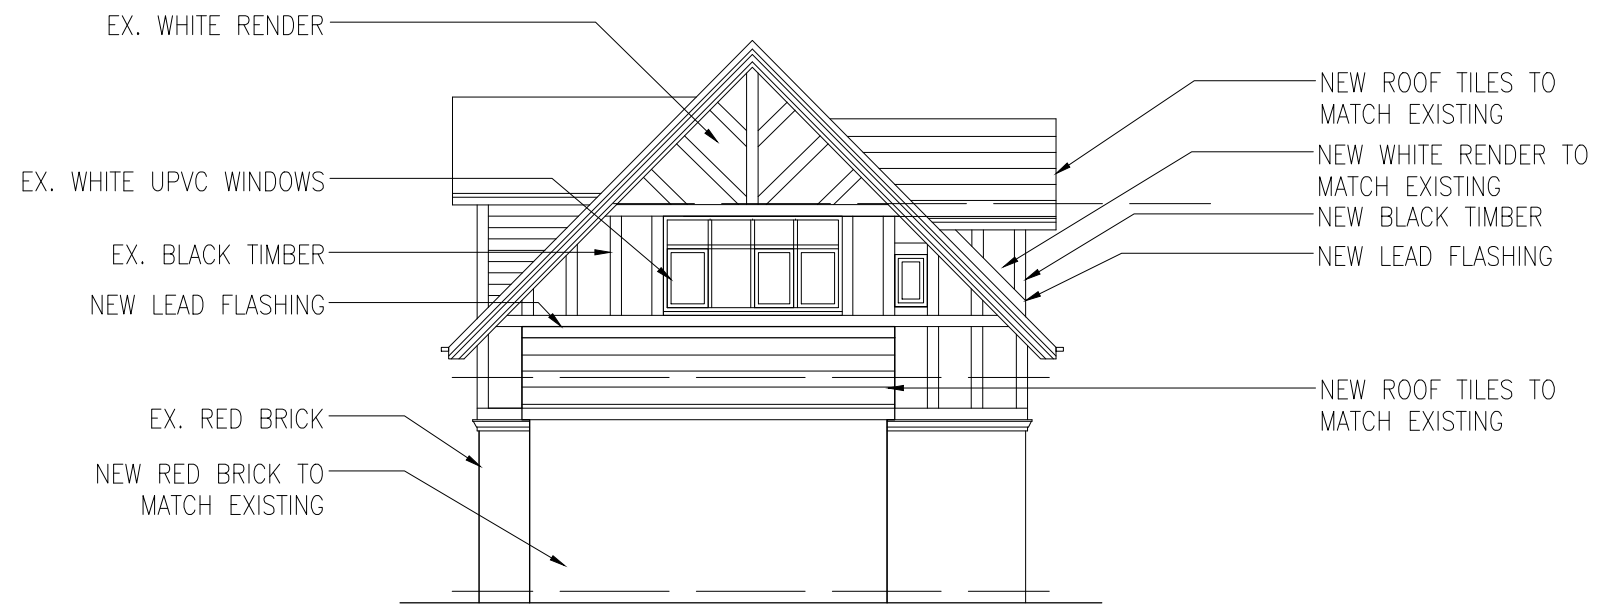 EX. WHITE RENDER
EX. WHITE UPVC WINDOWS
EX. BLACK TIMBER
NEW LEAD FLASHING
EX. RED BRICK
NEW RED BRICK TO
MATCH EXISTING
NEW ROOF TILES TO
MATCH EXISTING
NEW WHITE RENDER TO
MATCH EXISTING
NEW BLACK TIMBER
NEW LEAD FLASHING
NEW ROOF TILES TO
MATCH EXISTING